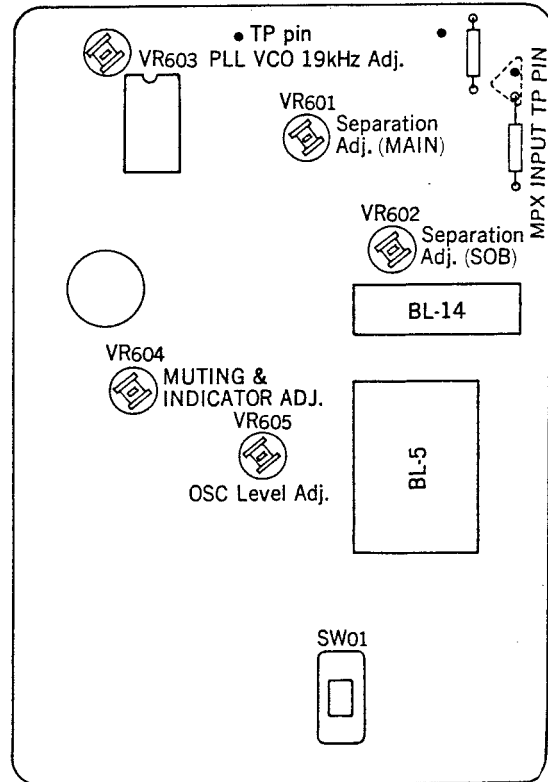 • TP pin
VR603 PLL VCO 19kHz Adj.
VR601
Separation
Adj. (MAIN)
MPX INPUT TP PIN
VR602
Separation
Adj. (SOB)
BL-14
VR604
MUTING &
INDICATOR ADJ.
VR605
OSC Level Adj.
BL-5
SW01